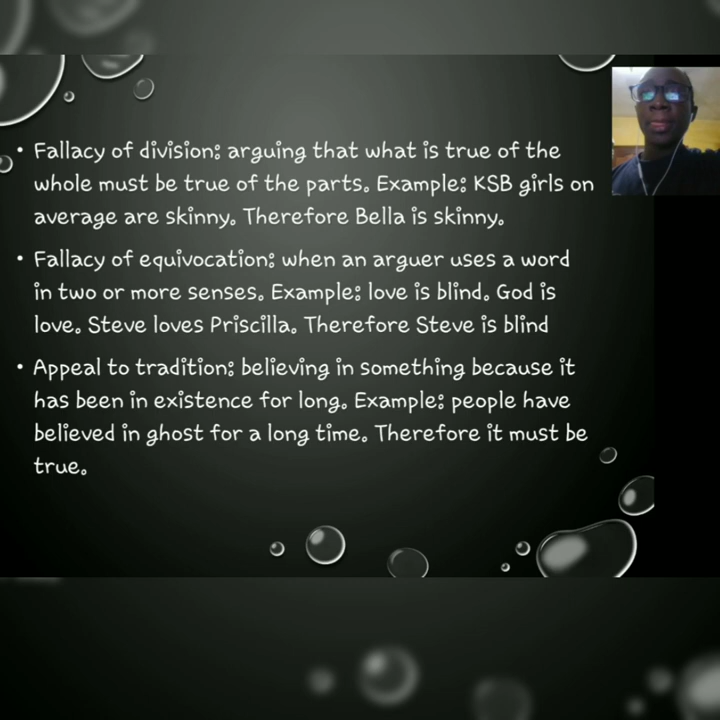 • Fallacy of division: arguing that what is true of the
whole must be true of the parts. Example: KSB girls on
average are skinny. Therefore Bella is skinny.
• Fallacy of equivocation: when an arguer uses a word
in two or more senses. Example: love is blind. God is
love. Steve loves Priscilla. Therefore Steve is blind
• Appeal to tradition: believing in something because it
has been in existence for long. Example: people have
believed in ghost for a long time. Therefore it must be
true.